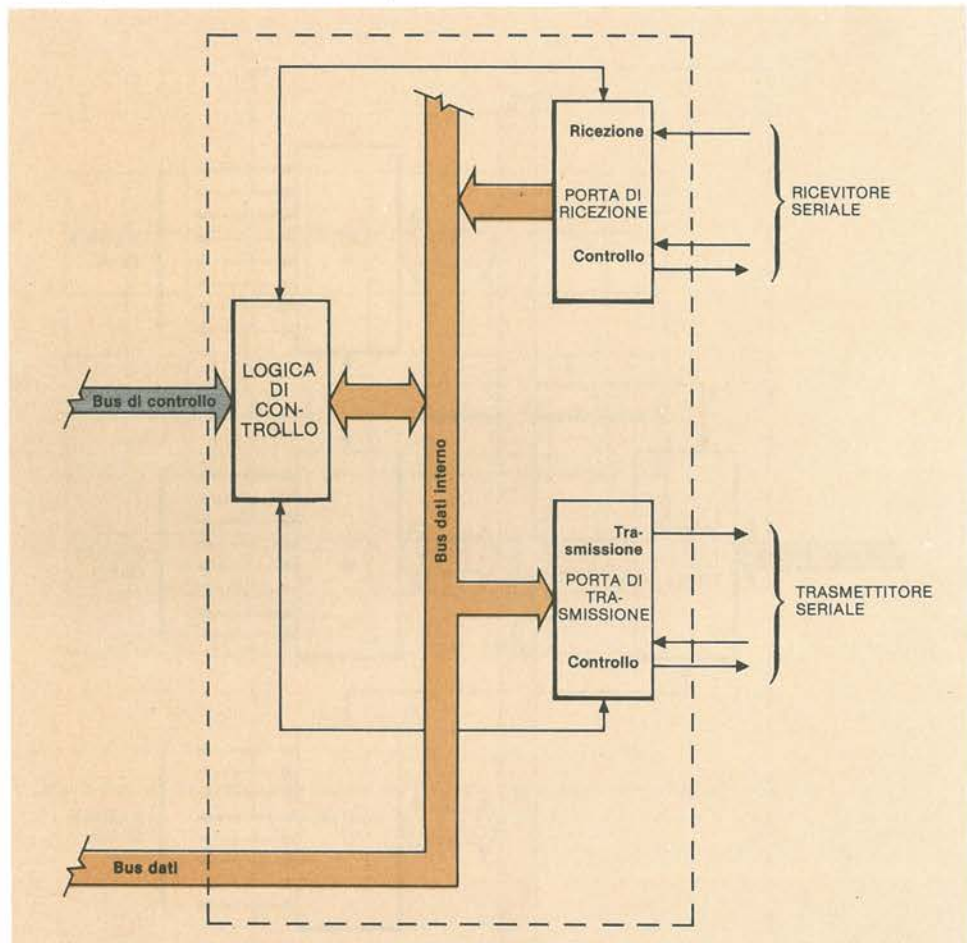 Ricezione
PORTA DI
RICEZIONE
Controllo
RICEVITORE
SERIALE
LOGICA
DI
CON-
TROLLO
Bus di controllo
Bus dati interno
Tra-
smissione
PORTA DI
TRA-
SMISSIONE
Controllo
TRASMETTITORE
SERIALE
Bus dati